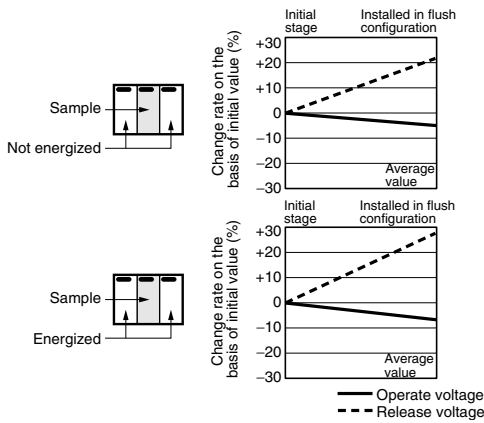 Initial
stage
Installed in flush
configuration
Change rate on the
basis of initial value (%)
+30
+20
+10
0
−10
−20
−30
Average
value
Sample
Not energized
Initial
stage
Installed in flush
configuration
Change rate on the
basis of initial value (%)
+30
+20
+10
0
−10
−20
−30
Average
value
Sample
Energized
Operate voltage
Release voltage